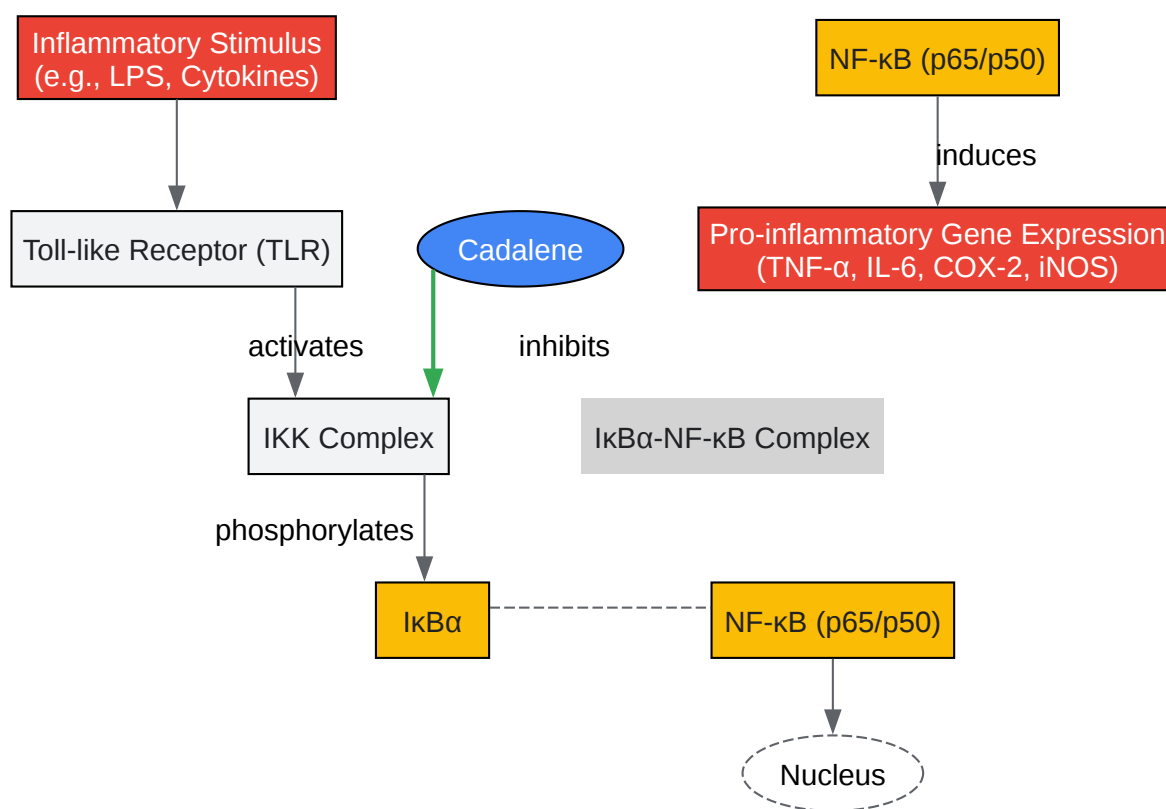 Inflammatory Stimulus
(e.g., LPS, Cytokines)
NF-κB (p65/p50)
induces
Toll-like Receptor (TLR)
Cadalene
Pro-inflammatory Gene Expression
(TNF-α, IL-6, COX-2, iNOS)
activates
inhibits
IKK Complex
IκBα-NF-κB Complex
phosphorylates
IκBα
NF-κB (p65/p50)
Nucleus